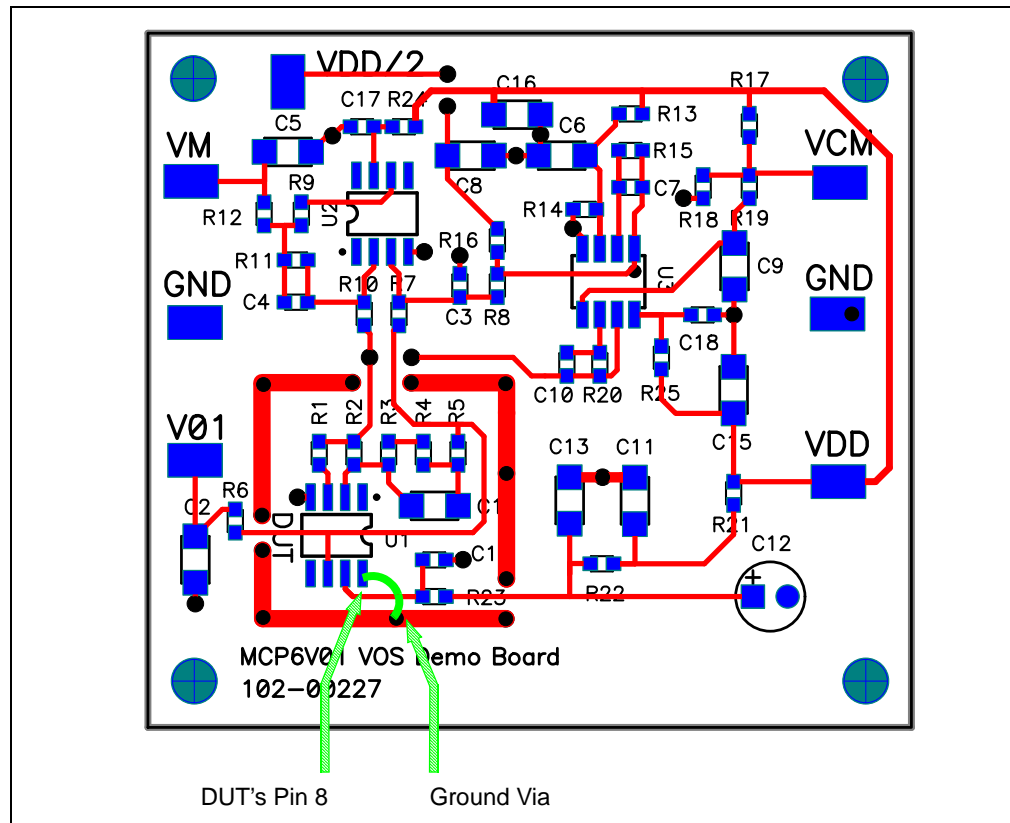 VDD/2
C16
R17
C17
R24
C5
C6
R13
VM
R15
VCM
C8
R9
C7
R12
U2
R14
R18
R19
R16
R11
C9
GND
R10
R7
U3
GND
C4
C3
R8
C18
C10
R20
R25
R1
R2
R3
R4
R5
V01
C15
VDD
C13
C11
C2
R6
C1
R21
DUT
U1
C1
C12
+
R23
R22
MCP6V01 VOS Demo Board
102-00227
DUT's Pin 8
Ground Via